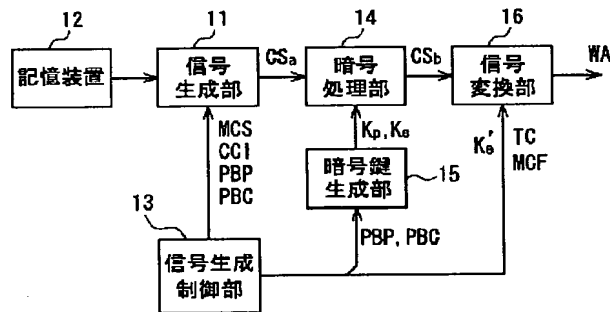 12
記憶装置
11
信号
生成部
CSa
14
暗号
処理部
CSb
16
信号
変換部
WA
MCS
CCI
PBP
PBC
Kp, Ke
暗号鍵
生成部
15
Ke'
TC
MCF
13
信号生成
制御部
PBP, PBC